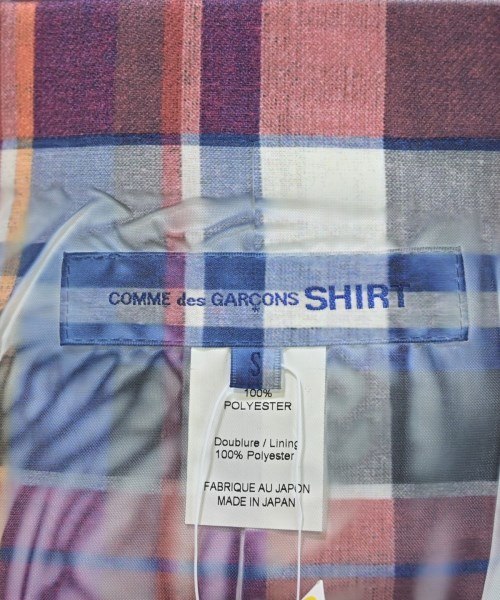 COMME des GARÇONS SHIRT
S
100%
POLYESTER
Doublure / Lining
100% Polyester
FABRIQUE AU JAPON
MADE IN JAPAN